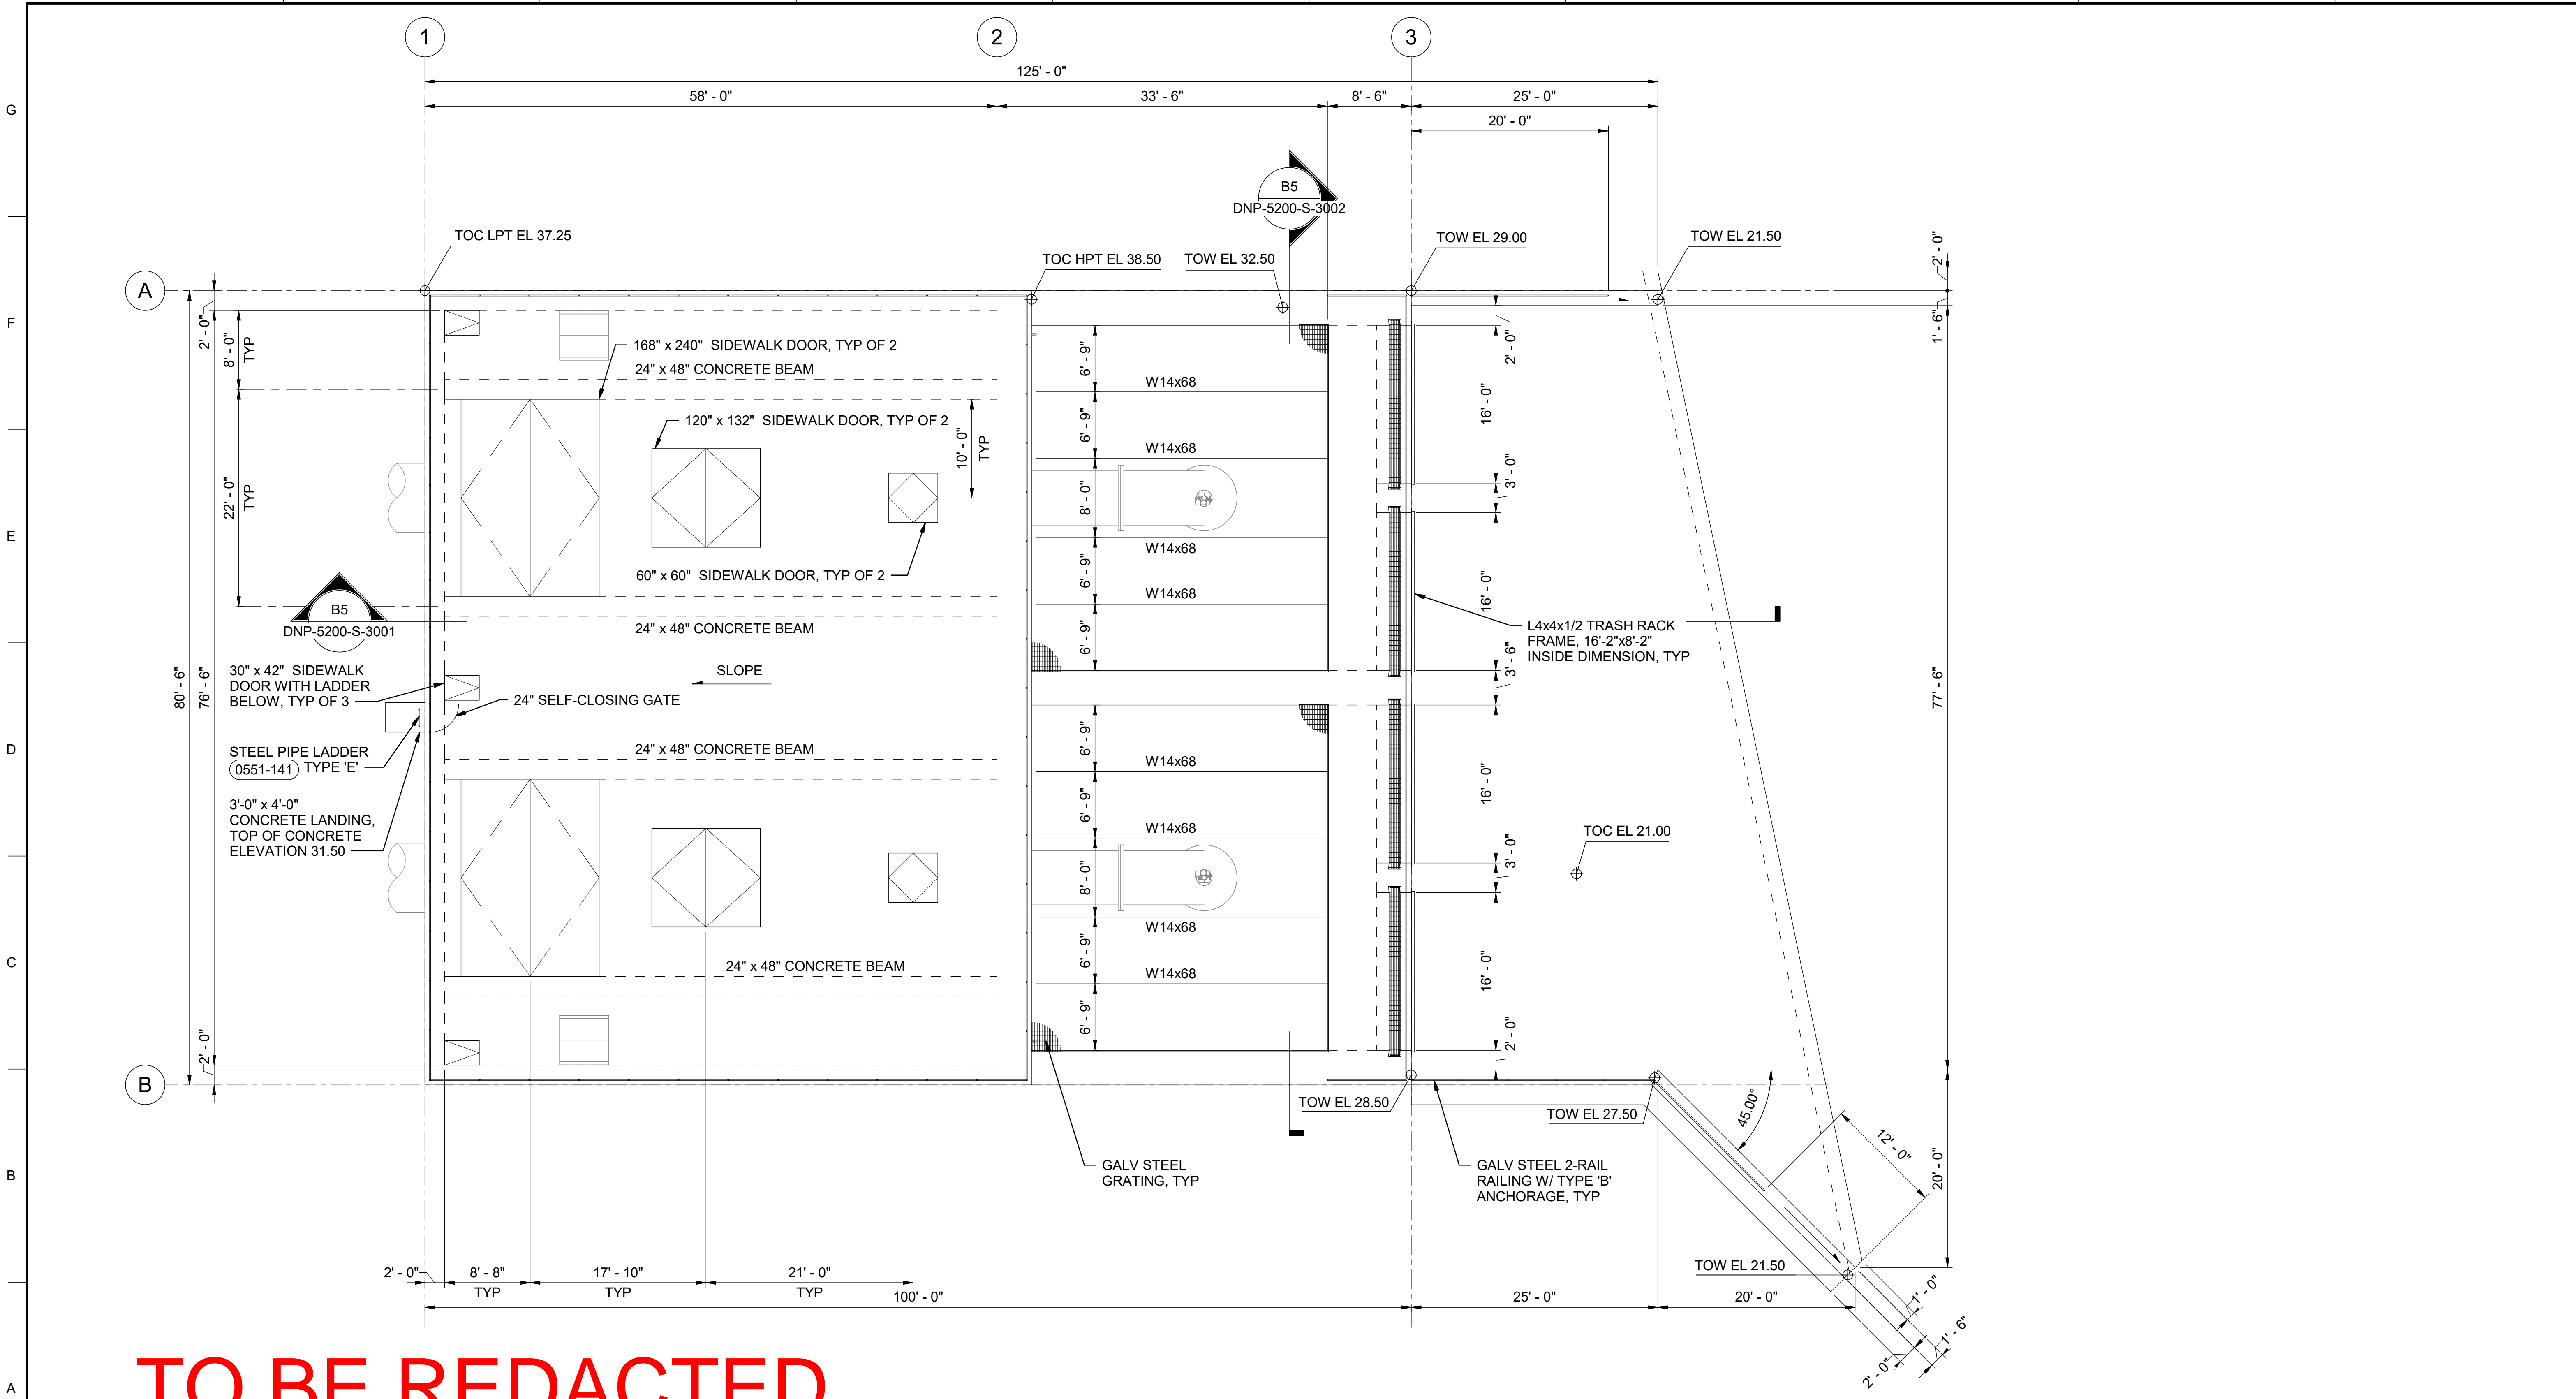 1
2
3
125' - 0"
58' - 0"
33' - 6"
8' - 6"
25' - 0"
20' - 0"
G
B5
DNP-5200-S-3002
TOC LPT EL 37.25
TOC HPT EL 38.50
TOW EL 32.50
TOW EL 29.00
TOW EL 21.50
2' - 0"
A
F
2' - 0"
8' - 0"
TYP
1' - 6"
168" x 240" SIDEWALK DOOR, TYP OF 2
24" x 48" CONCRETE BEAM
6' - 9"
W14x68
2' - 0"
16' - 0"
120" x 132" SIDEWALK DOOR, TYP OF 2
10' - 0"
TYP
6' - 9"
W14x68
3' - 0"
22' - 0"
TYP
8' - 0"
E
W14x68
60" x 60" SIDEWALK DOOR, TYP OF 2
6' - 9"
W14x68
16' - 0"
B5
DNP-5200-S-3001
24" x 48" CONCRETE BEAM
6' - 9"
3' - 6"
L4x4x1/2 TRASH RACK
FRAME, 16'-2"x8'-2"
INSIDE DIMENSION, TYP
80' - 6"
76' - 6"
77' - 6"
30" x 42" SIDEWALK
DOOR WITH LADDER
BELOW, TYP OF 3
SLOPE
24" SELF-CLOSING GATE
D
STEEL PIPE LADDER
0551-141 TYPE 'E'
24" x 48" CONCRETE BEAM
6' - 9"
W14x68
6' - 9"
W14x68
16' - 0"
3'-0" x 4'-0"
CONCRETE LANDING,
TOP OF CONCRETE
ELEVATION 31.50
TOC EL 21.00
3' - 0"
8' - 0"
W14x68
C
24" x 48" CONCRETE BEAM
6' - 9"
W14x68
16' - 0"
6' - 9"
2' - 0"
2' - 0"
B
TOW EL 28.50
TOW EL 27.50
45.00°
12' - 0"
20' - 0"
B
GALV STEEL
GRATING, TYP
GALV STEEL 2-RAIL
RAILING W/ TYPE 'B'
ANCHORAGE, TYP
2' - 0"
8' - 8"
TYP
17' - 10"
TYP
21' - 0"
TYP
TOW EL 21.50
100' - 0"
25' - 0"
20' - 0"
1' - 0"
1' - 6"
2' - 0"
A
TO BE REDACTED